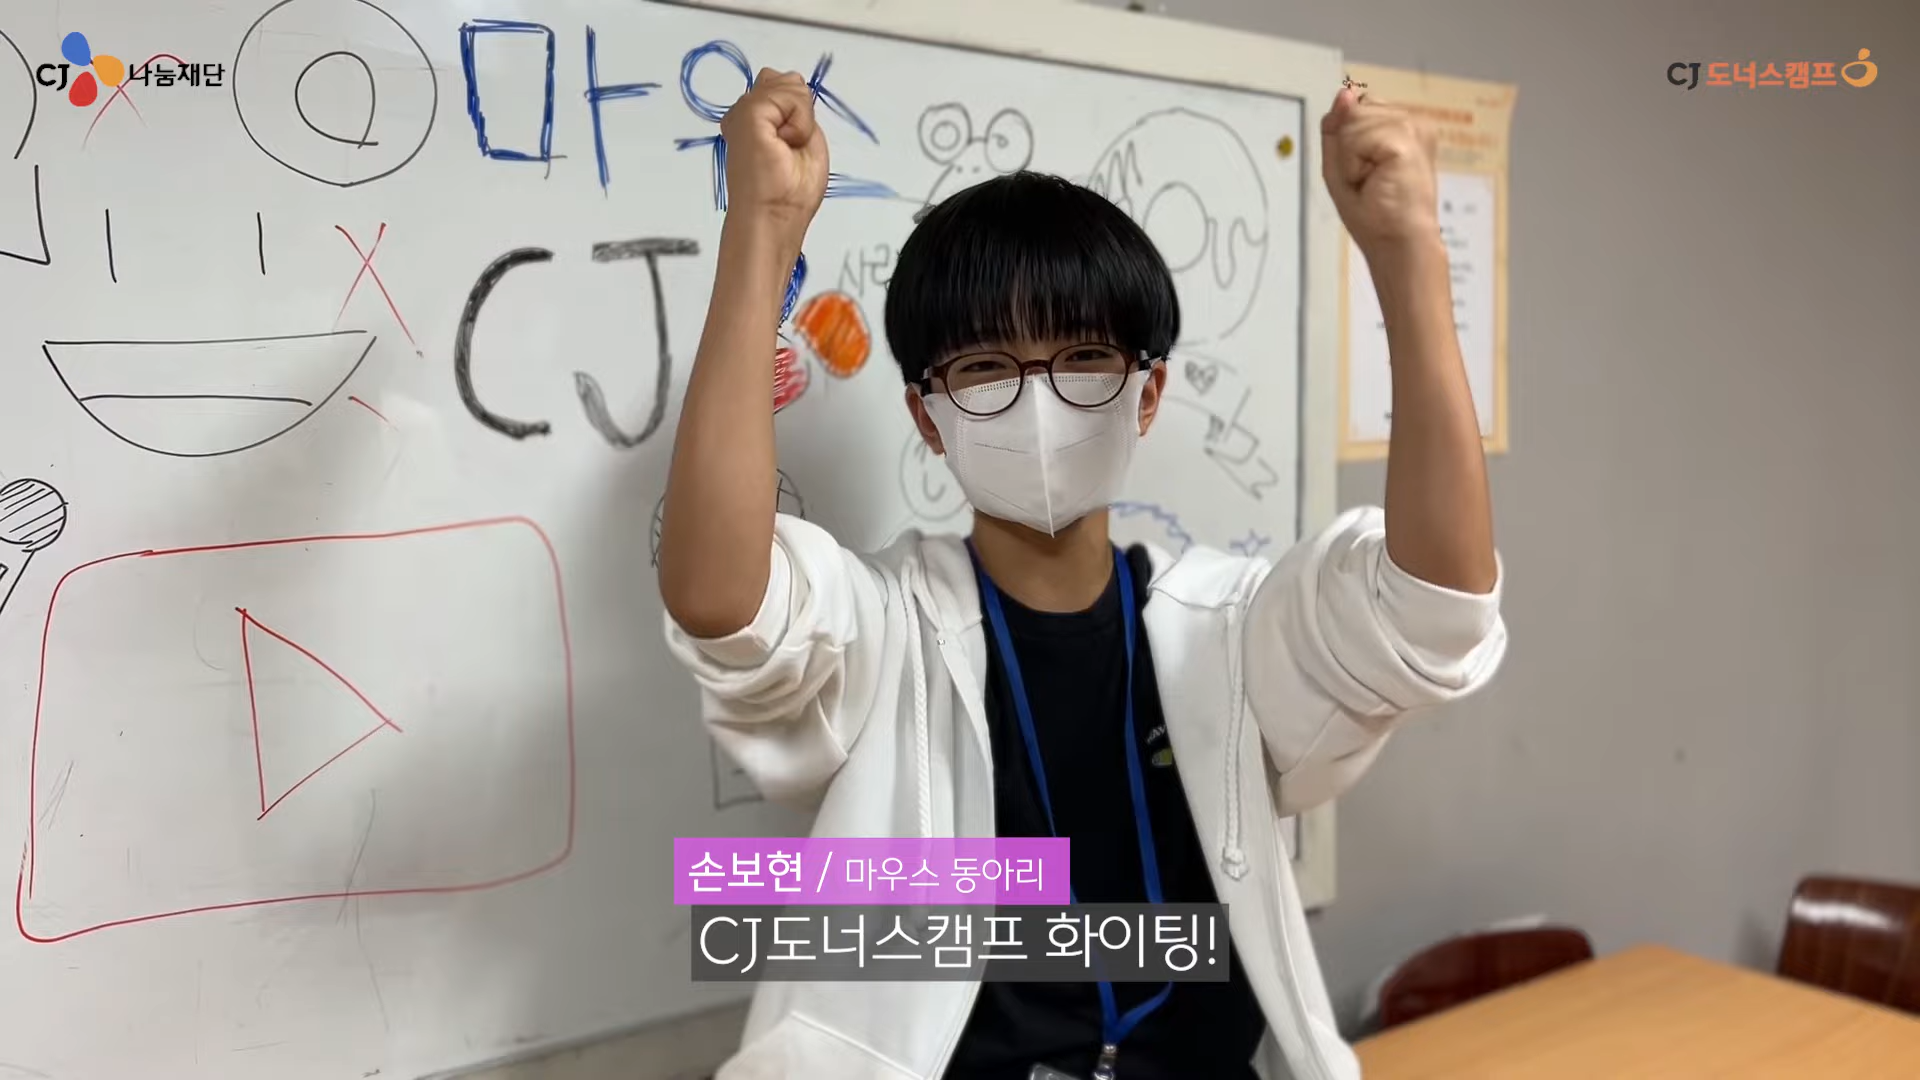 CJ 나눔재단
CJ 도너스캠프
마우스
CJ
손보현 / 마우스 동아리
CJ도너스캠프 화이팅!